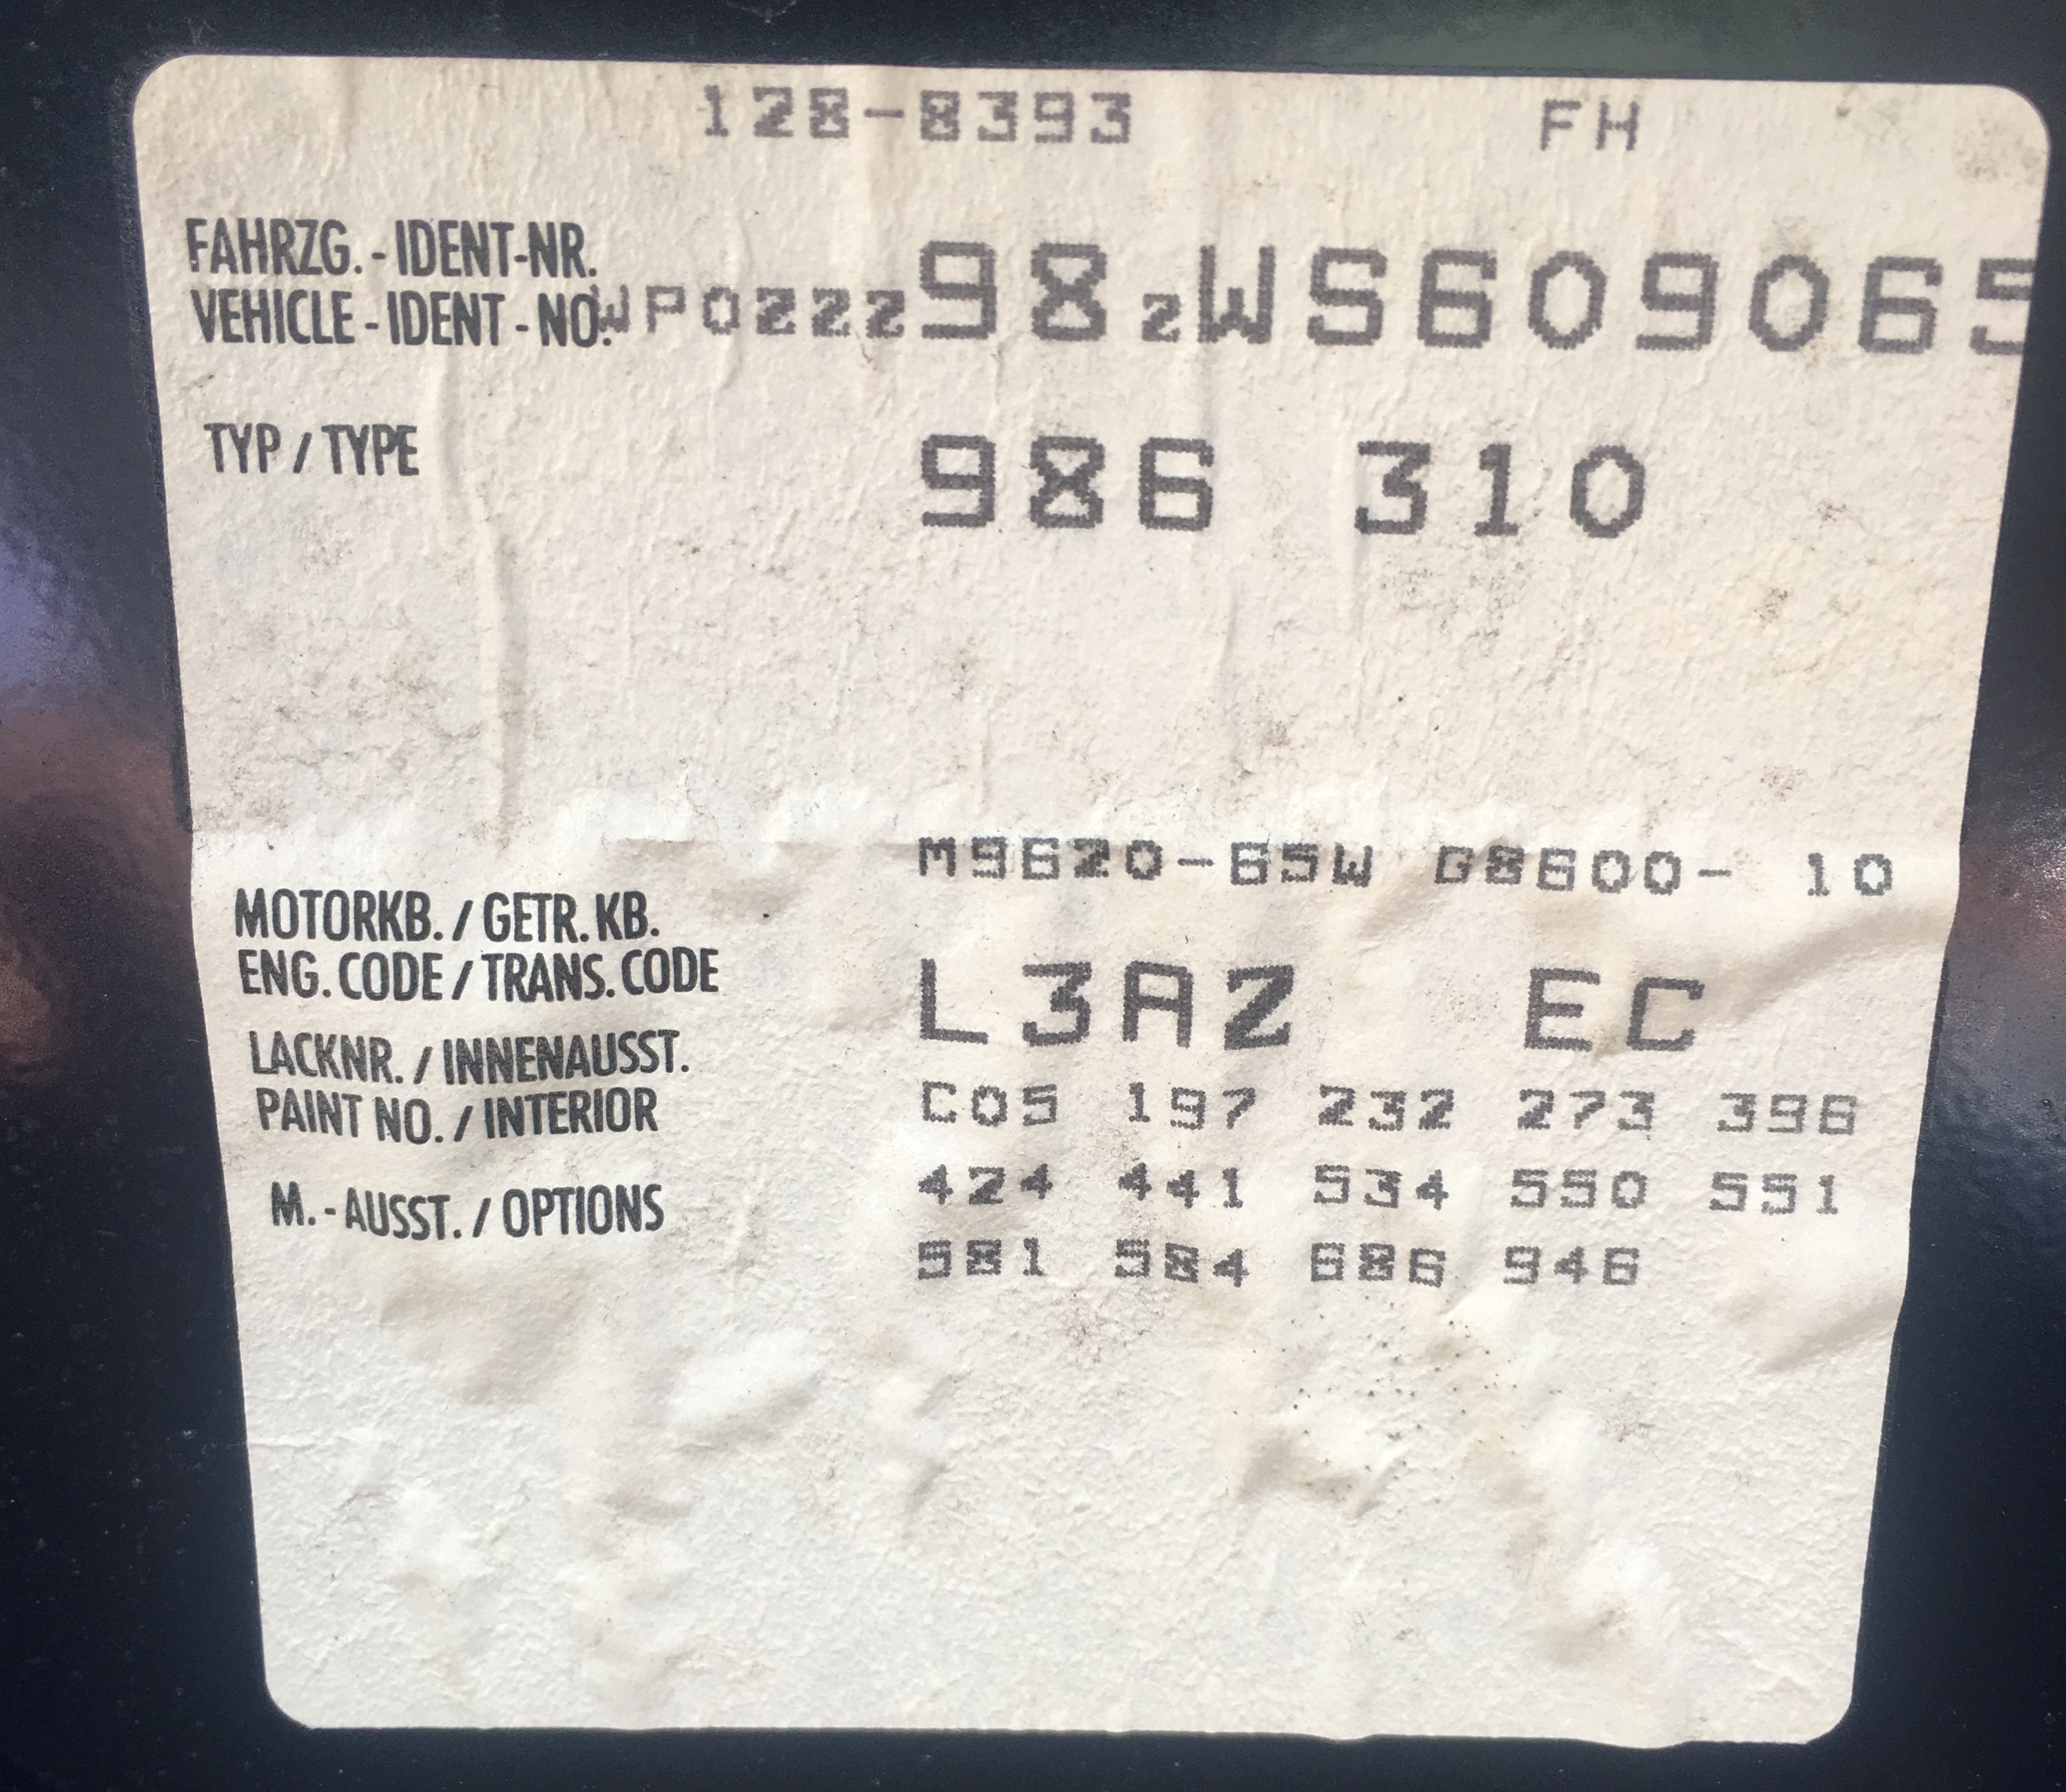 128-8393 FH
FAHRZG.-IDENT-NR.
VEHICLE-IDENT-NO. WP0ZZZ98ZWS609065
TYP / TYPE 986 310
M9620-65W G8600- 10
MOTORKB. / GETR. KB.
ENG. CODE / TRANS. CODE
L3AZ EC
LACKNR. / INNENAUSST.
PAINT NO. / INTERIOR
C05 197 232 273 396
M.-AUSST. / OPTIONS
424 441 534 550 551
581 584 686 946